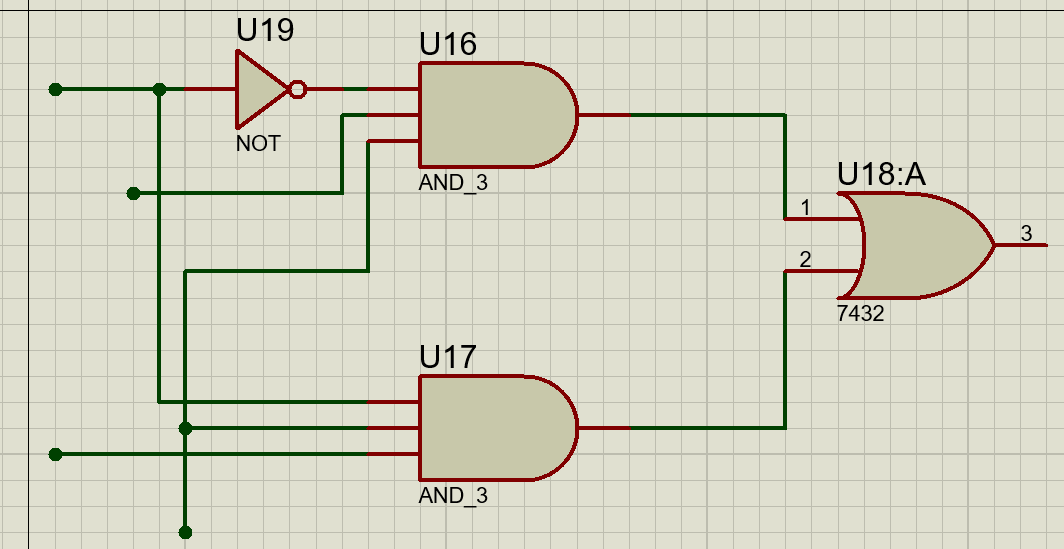 U19
NOT
U16
AND_3
U18:A
1
2
3
7432
U17
AND_3